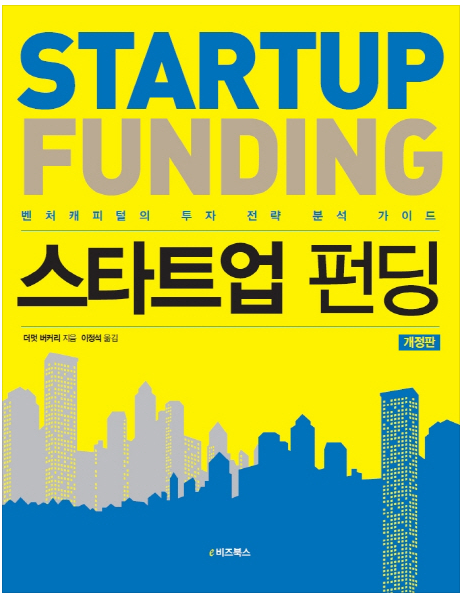 STARTUP
FUNDING
벤처캐피털의 투자 전략 분석 가이드
스타트업 펀딩
더멋 버커리 지음 이정석 옮김
개정판
e비즈북스